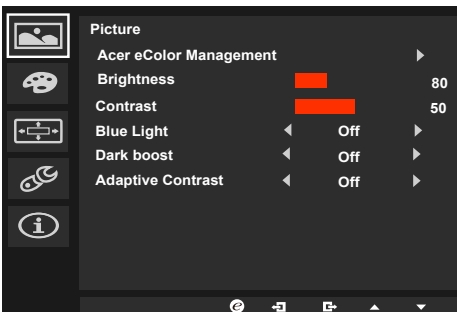 Picture
Acer eColor Management
Brightness 80
Contrast 50
Blue Light Off
Dark boost Off
Adaptive Contrast Off